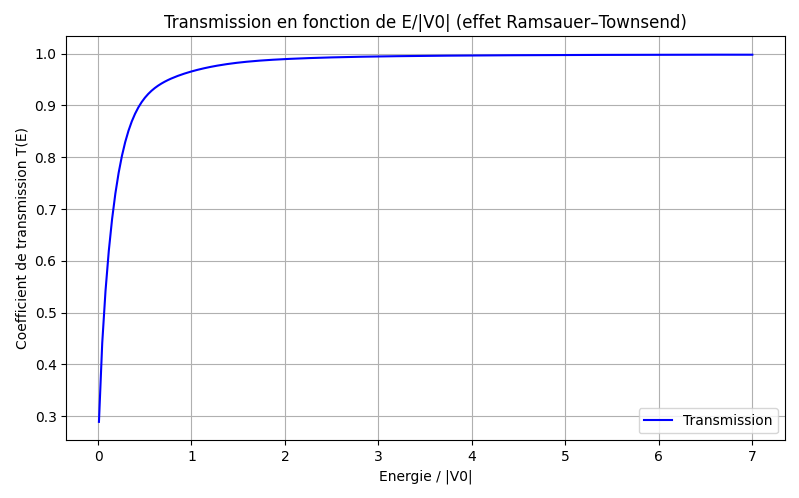 Transmission en fonction de E/|V0| (effet Ramsauer–Townsend)
Coefficient de transmission T(E)
1.0
0.9
0.8
0.7
0.6
0.5
0.4
0.3
Transmission
0 1 2 3 4 5 6 7
Energie / |V0|